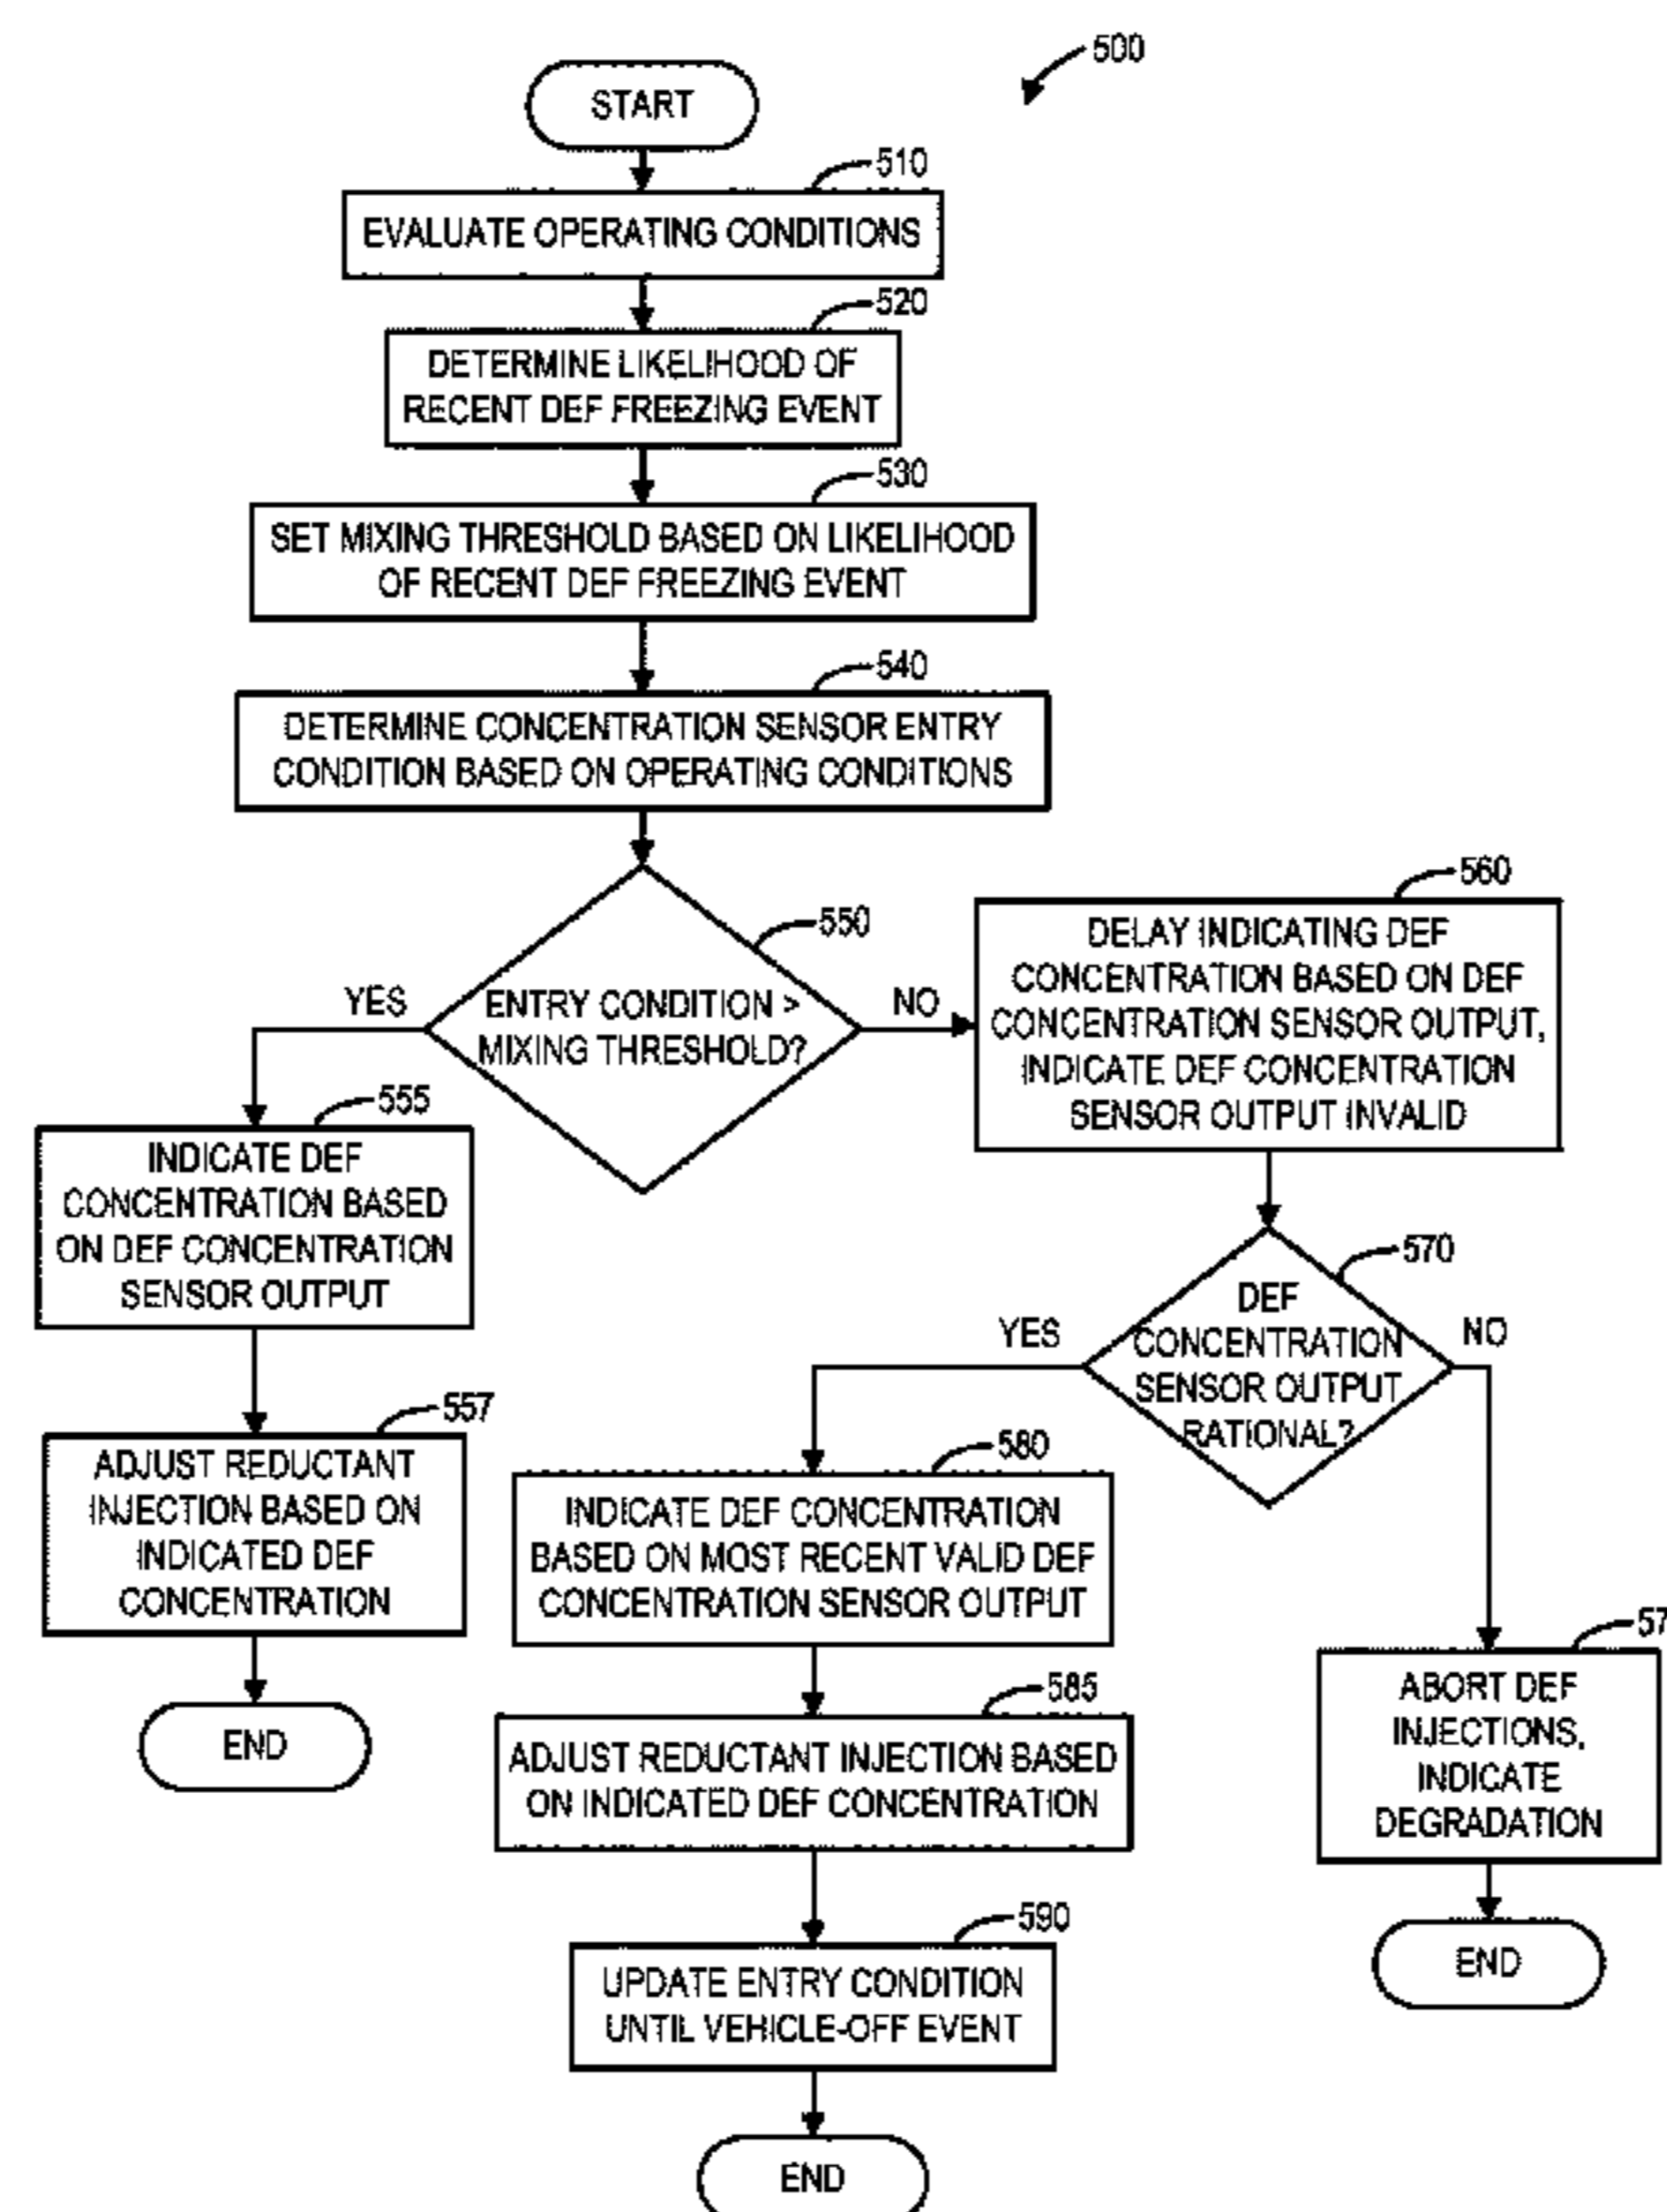 500
START
510
EVALUATE OPERATING CONDITIONS
520
DETERMINE LIKELIHOOD OF
RECENT DEF FREEZING EVENT
530
SET MIXING THRESHOLD BASED ON LIKELIHOOD
OF RECENT DEF FREEZING EVENT
540
DETERMINE CONCENTRATION SENSOR ENTRY
CONDITION BASED ON OPERATING CONDITIONS
550
ENTRY CONDITION >
MIXING THRESHOLD?
YES
NO
560
DELAY INDICATING DEF
CONCENTRATION BASED ON DEF
CONCENTRATION SENSOR OUTPUT,
INDICATE DEF CONCENTRATION
SENSOR OUTPUT INVALID
555
INDICATE DEF
CONCENTRATION BASED
ON DEF CONCENTRATION
SENSOR OUTPUT
557
ADJUST REDUCTANT
INJECTION BASED ON
INDICATED DEF
CONCENTRATION
END
570
DEF
CONCENTRATION
SENSOR OUTPUT
RATIONAL?
YES
NO
580
INDICATE DEF CONCENTRATION
BASED ON MOST RECENT VALID DEF
CONCENTRATION SENSOR OUTPUT
585
ADJUST REDUCTANT INJECTION BASED
ON INDICATED DEF CONCENTRATION
590
UPDATE ENTRY CONDITION
UNTIL VEHICLE-OFF EVENT
END
ABORT DEF
INJECTIONS,
INDICATE
DEGRADATION
END